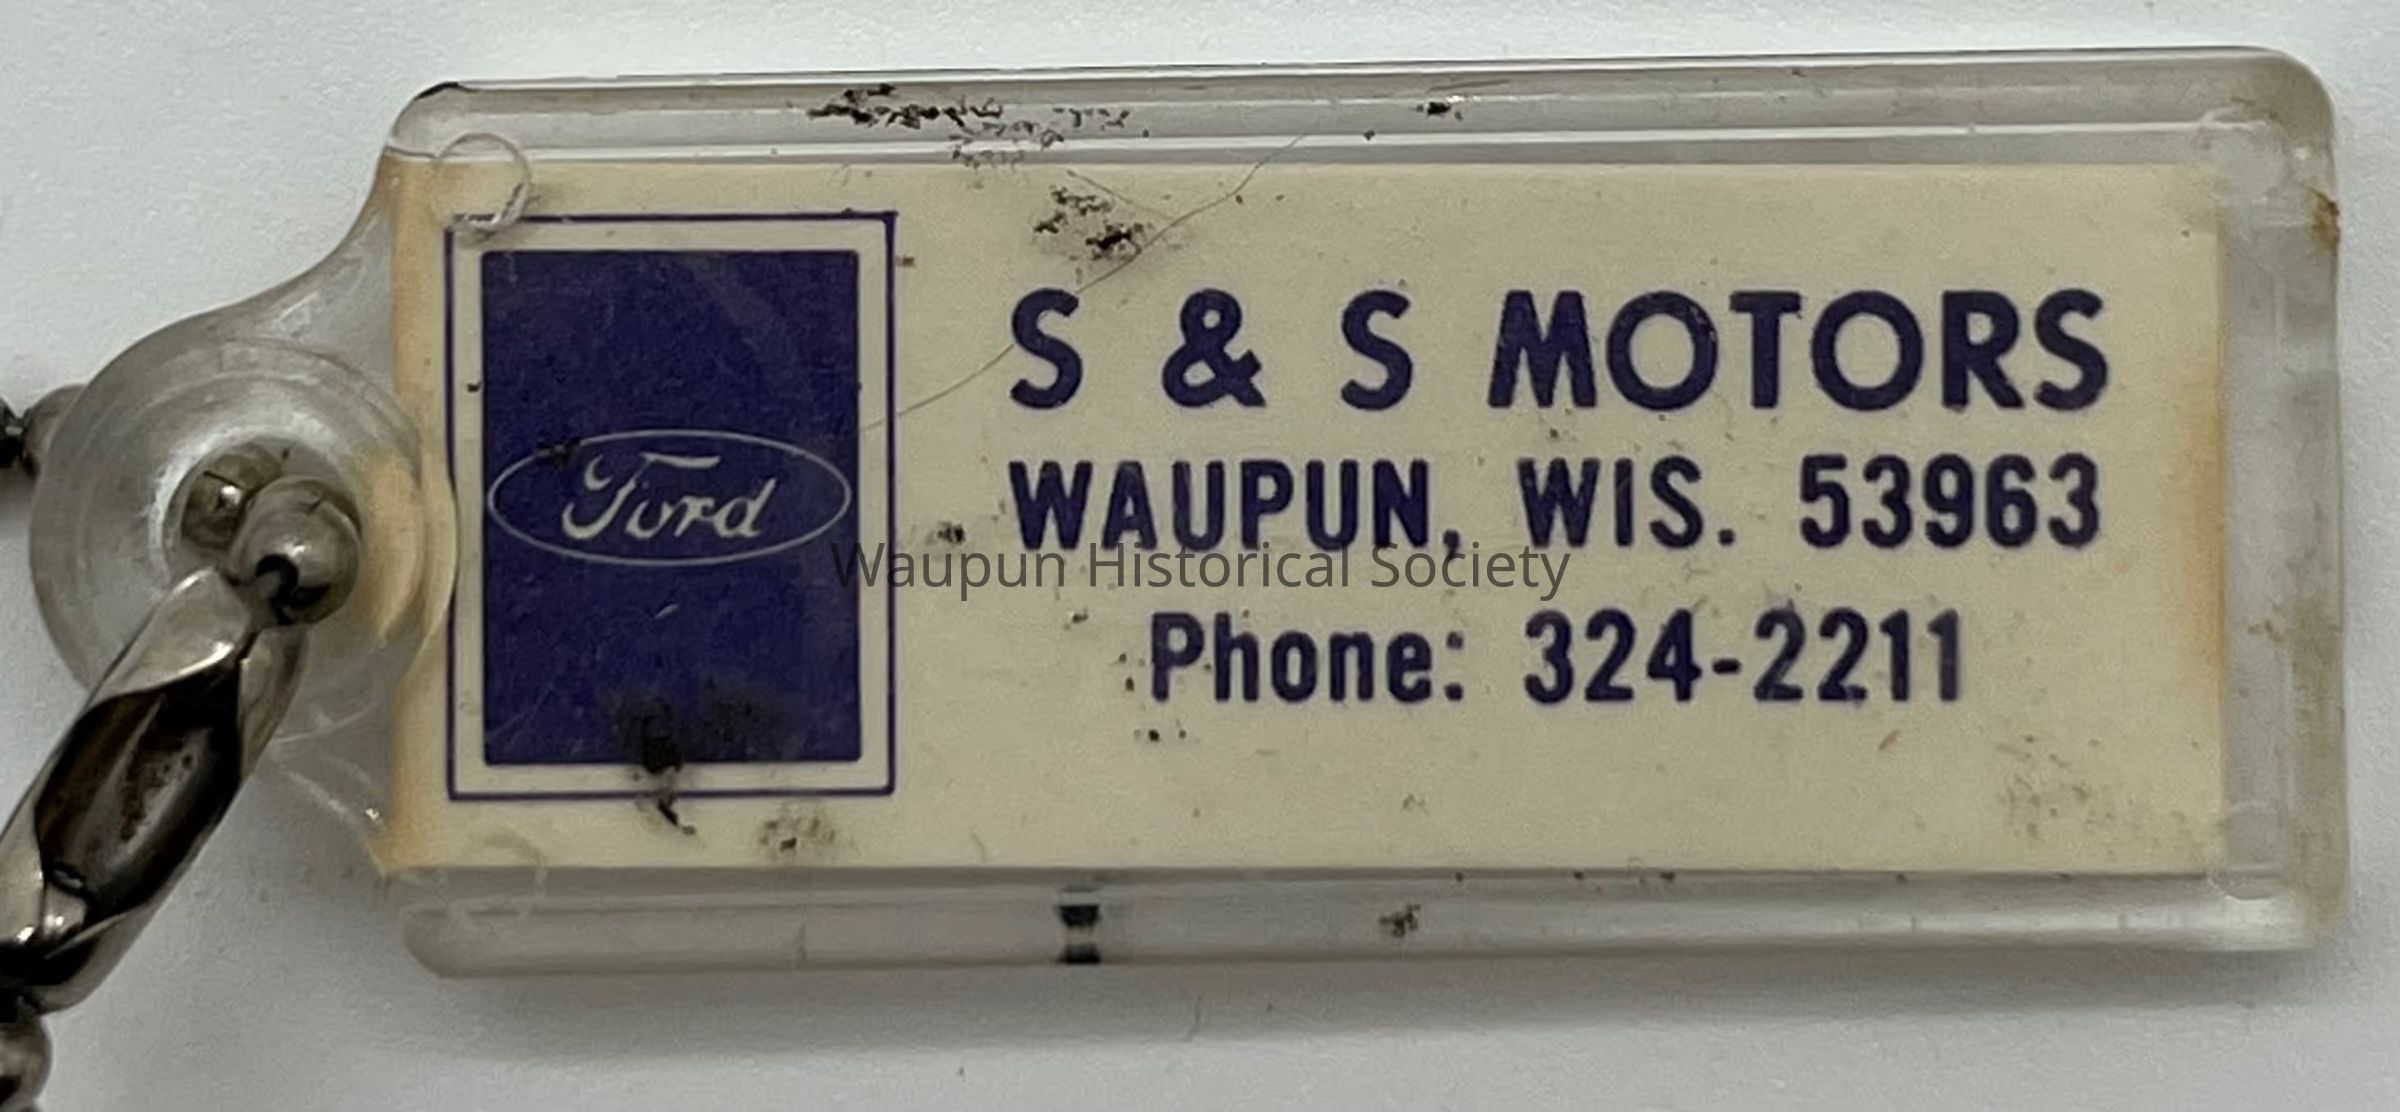 Ford
S & S MOTORS
WAUPUN, WIS. 53963
Waupun Historical Society
Phone: 324-2211